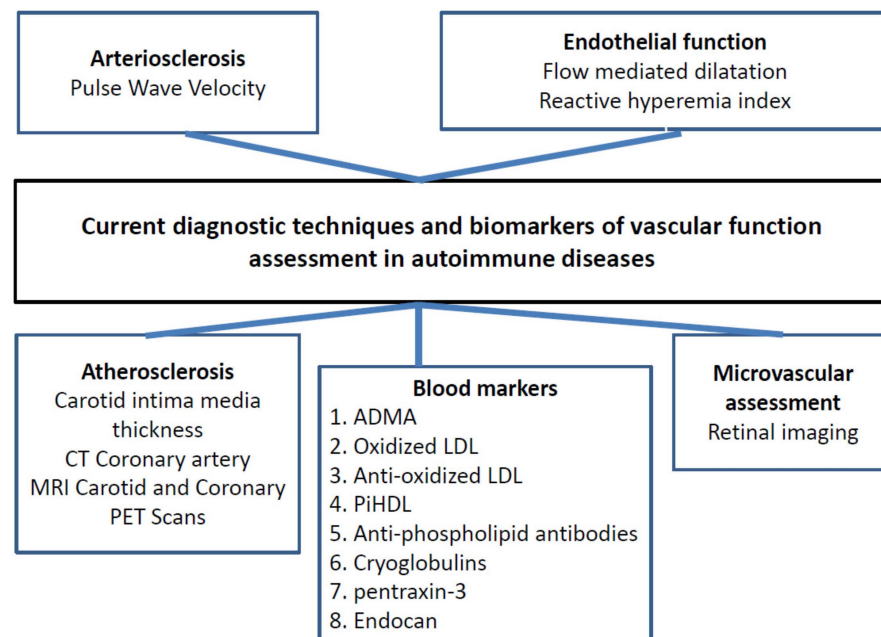 Arteriosclerosis
Pulse Wave Velocity
Endothelial function
Flow mediated dilatation
Reactive hyperemia index
Current diagnostic techniques and biomarkers of vascular function
assessment in autoimmune diseases
Atherosclerosis
Carotid intima media
thickness
CT Coronary artery
MRI Carotid and Coronary
PET Scans
Blood markers
1. ADMA
2. Oxidized LDL
3. Anti-oxidized LDL
4. PiHDL
5. Anti-phospholipid antibodies
6. Cryoglobulins
7. pentraxin-3
8. Endocan
Microvascular
assessment
Retinal imaging